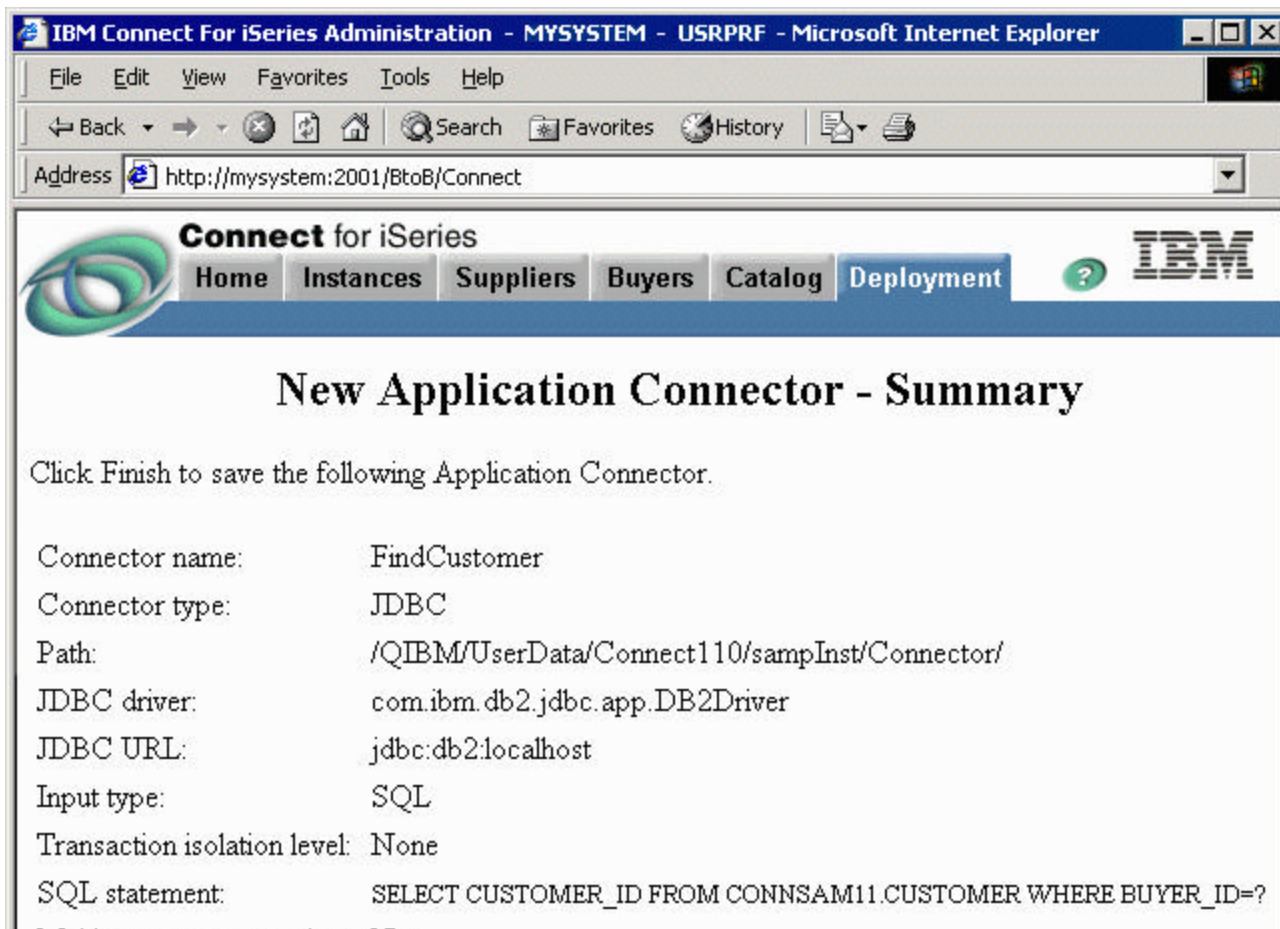 IBM Connect For iSeries Administration - MYSYSTEM - USRPRF - Microsoft Internet Explorer
File Edit View Favorites Tools Help
Back Search Favorites History
Address http://mysystem:2001/BtoB/Connect
Connect for iSeries
Home Instances Suppliers Buyers Catalog Deployment ? IBM
New Application Connector - Summary
Click Finish to save the following Application Connector.
Connector name: FindCustomer
Connector type: JDBC
Path: /QIBM/UserData/Connect110/sampInst/Connector/
JDBC driver: com.ibm.db2.jdbc.app.DB2Driver
JDBC URL: jdbc:db2:localhost
Input type: SQL
Transaction isolation level: None
SQL statement: SELECT CUSTOMER_ID FROM CONNSAM11.CUSTOMER WHERE BUYER_ID=?